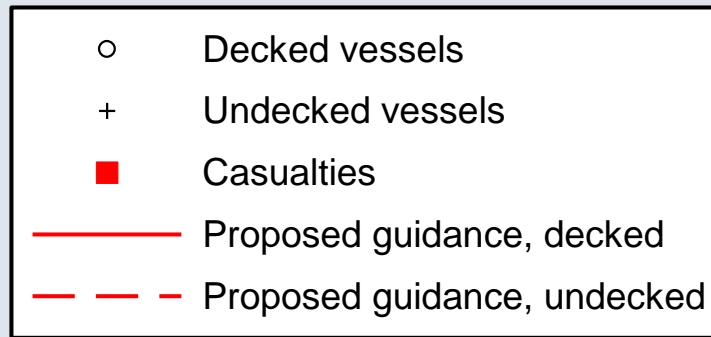 Decked vessels
Undecked vessels
Casualties
Proposed guidance, decked
Proposed guidance, undecked